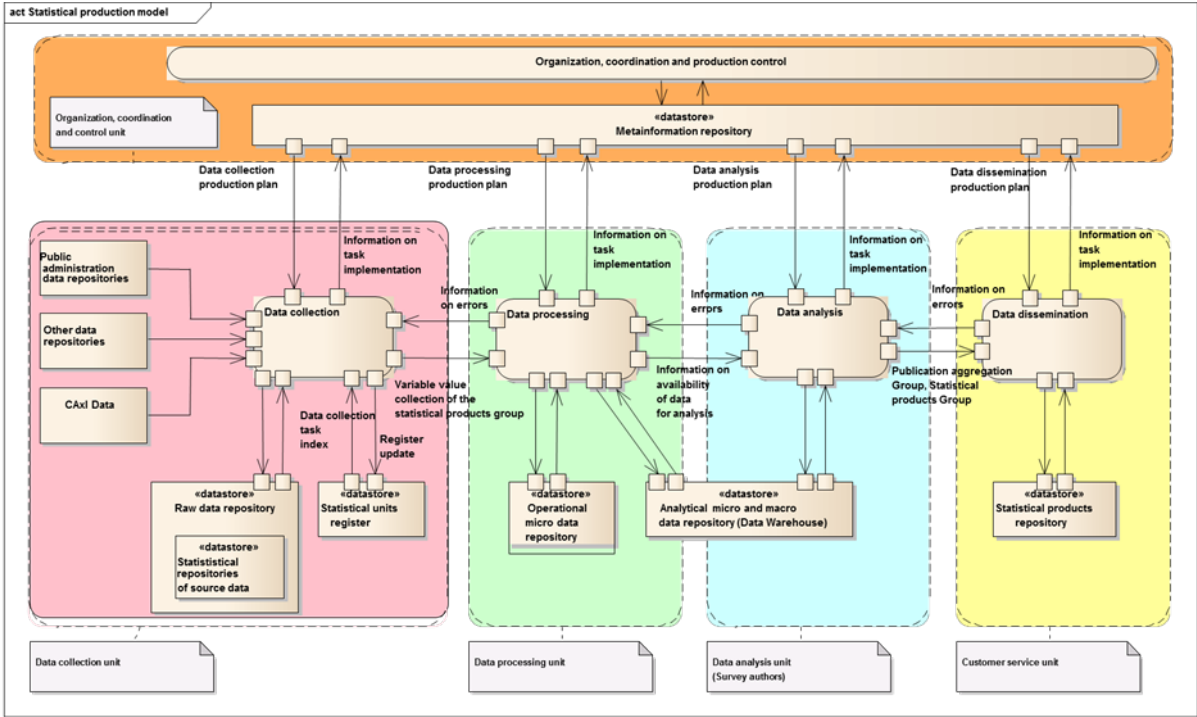 act Statistical production model
Organization, coordination and production control
Organization, coordination
and control unit
«datastore»
Metainformation repository
Data collection
production plan
Data processing
production plan
Data analysis
production plan
Data dissemination
production plan
Information on
task
implementation
Information on
task
implementation
Information on
task
implementation
Information on
task
implementation
Public
administration
data repositories
Other data
repositories
CAxI Data
Data collection
Information
on errors
Data processing
Information on
errprs
Data analysis
Information on
errors
Data dissemination
Variable value
collection of the
statistical products group
Information on
availability
of data
for analysis
Publication aggregation
Group, Statistical
products Group
Data collection
task
index
Register
update
«datastore»
Raw data repository
«datastore»
Statististical
repositories
of source data
«datastore»
Statistical units
register
«datastore»
Operational
micro data
repository
«datastore»
Analytical micro and macro
data repository (Data Warehouse)
«datastore»
Statistical products
repository
Data collection unit
Data processing unit
Data analysis unit
(Survey authors)
Customer service unit